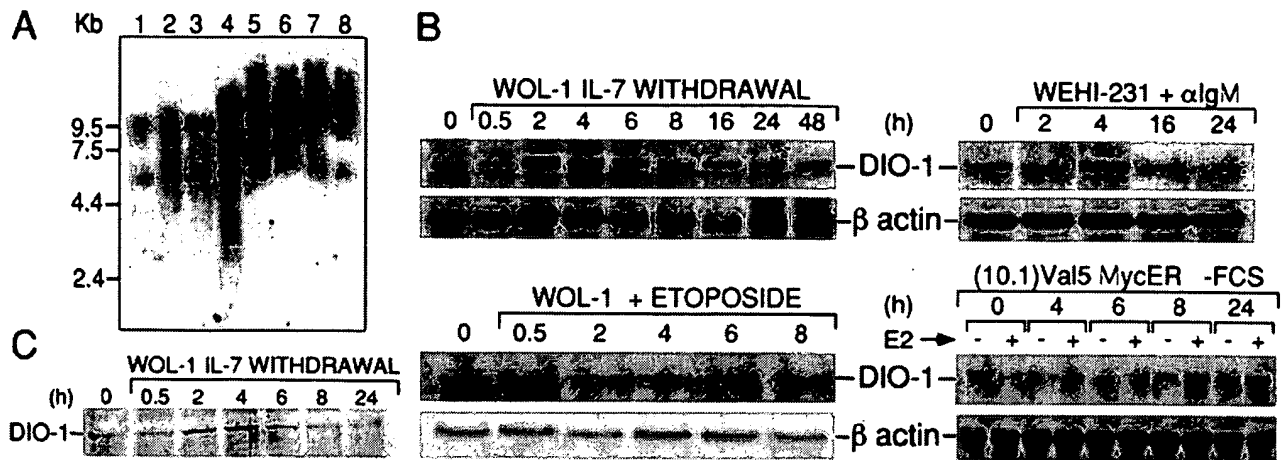 A
Kb 1 2 3 4 5 6 7 8
9.5
7.5
4.4
2.4
B
WOL-1 IL-7 WITHDRAWAL
0 0.5 2 4 6 8 16 24 48 (h)
DIO-1
β actin
WEHI-231 + αIgM
0 2 4 16 24
WOL-1 + ETOPOSIDE
0 0.5 2 4 6 8
DIO-1
β actin
(10.1)Val5 MycER -FCS
(h) 0 4 6 8 24
E2 - + - + - + - + - +
C
WOL-1 IL-7 WITHDRAWAL
(h) 0 0.5 2 4 6 8 24
DIO-1